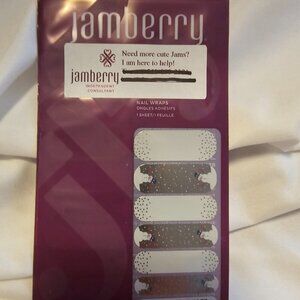 jamberry
Need more cute Jams?
I am here to help!
jamberry
INDEPENDENT
CONSULTANT
NAIL WRAPS
ONGLES ADHÉSIFS
1 SHEET/1 FEUILLE